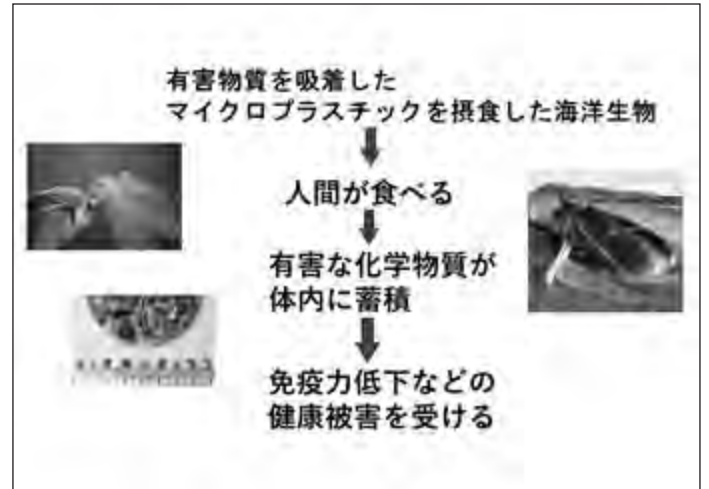 有害物質を吸着した
マイクロプラスチックを摂食した海洋生物
人間が食べる
有害な化学物質が
体内に蓄積
免疫力低下などの
健康被害を受ける